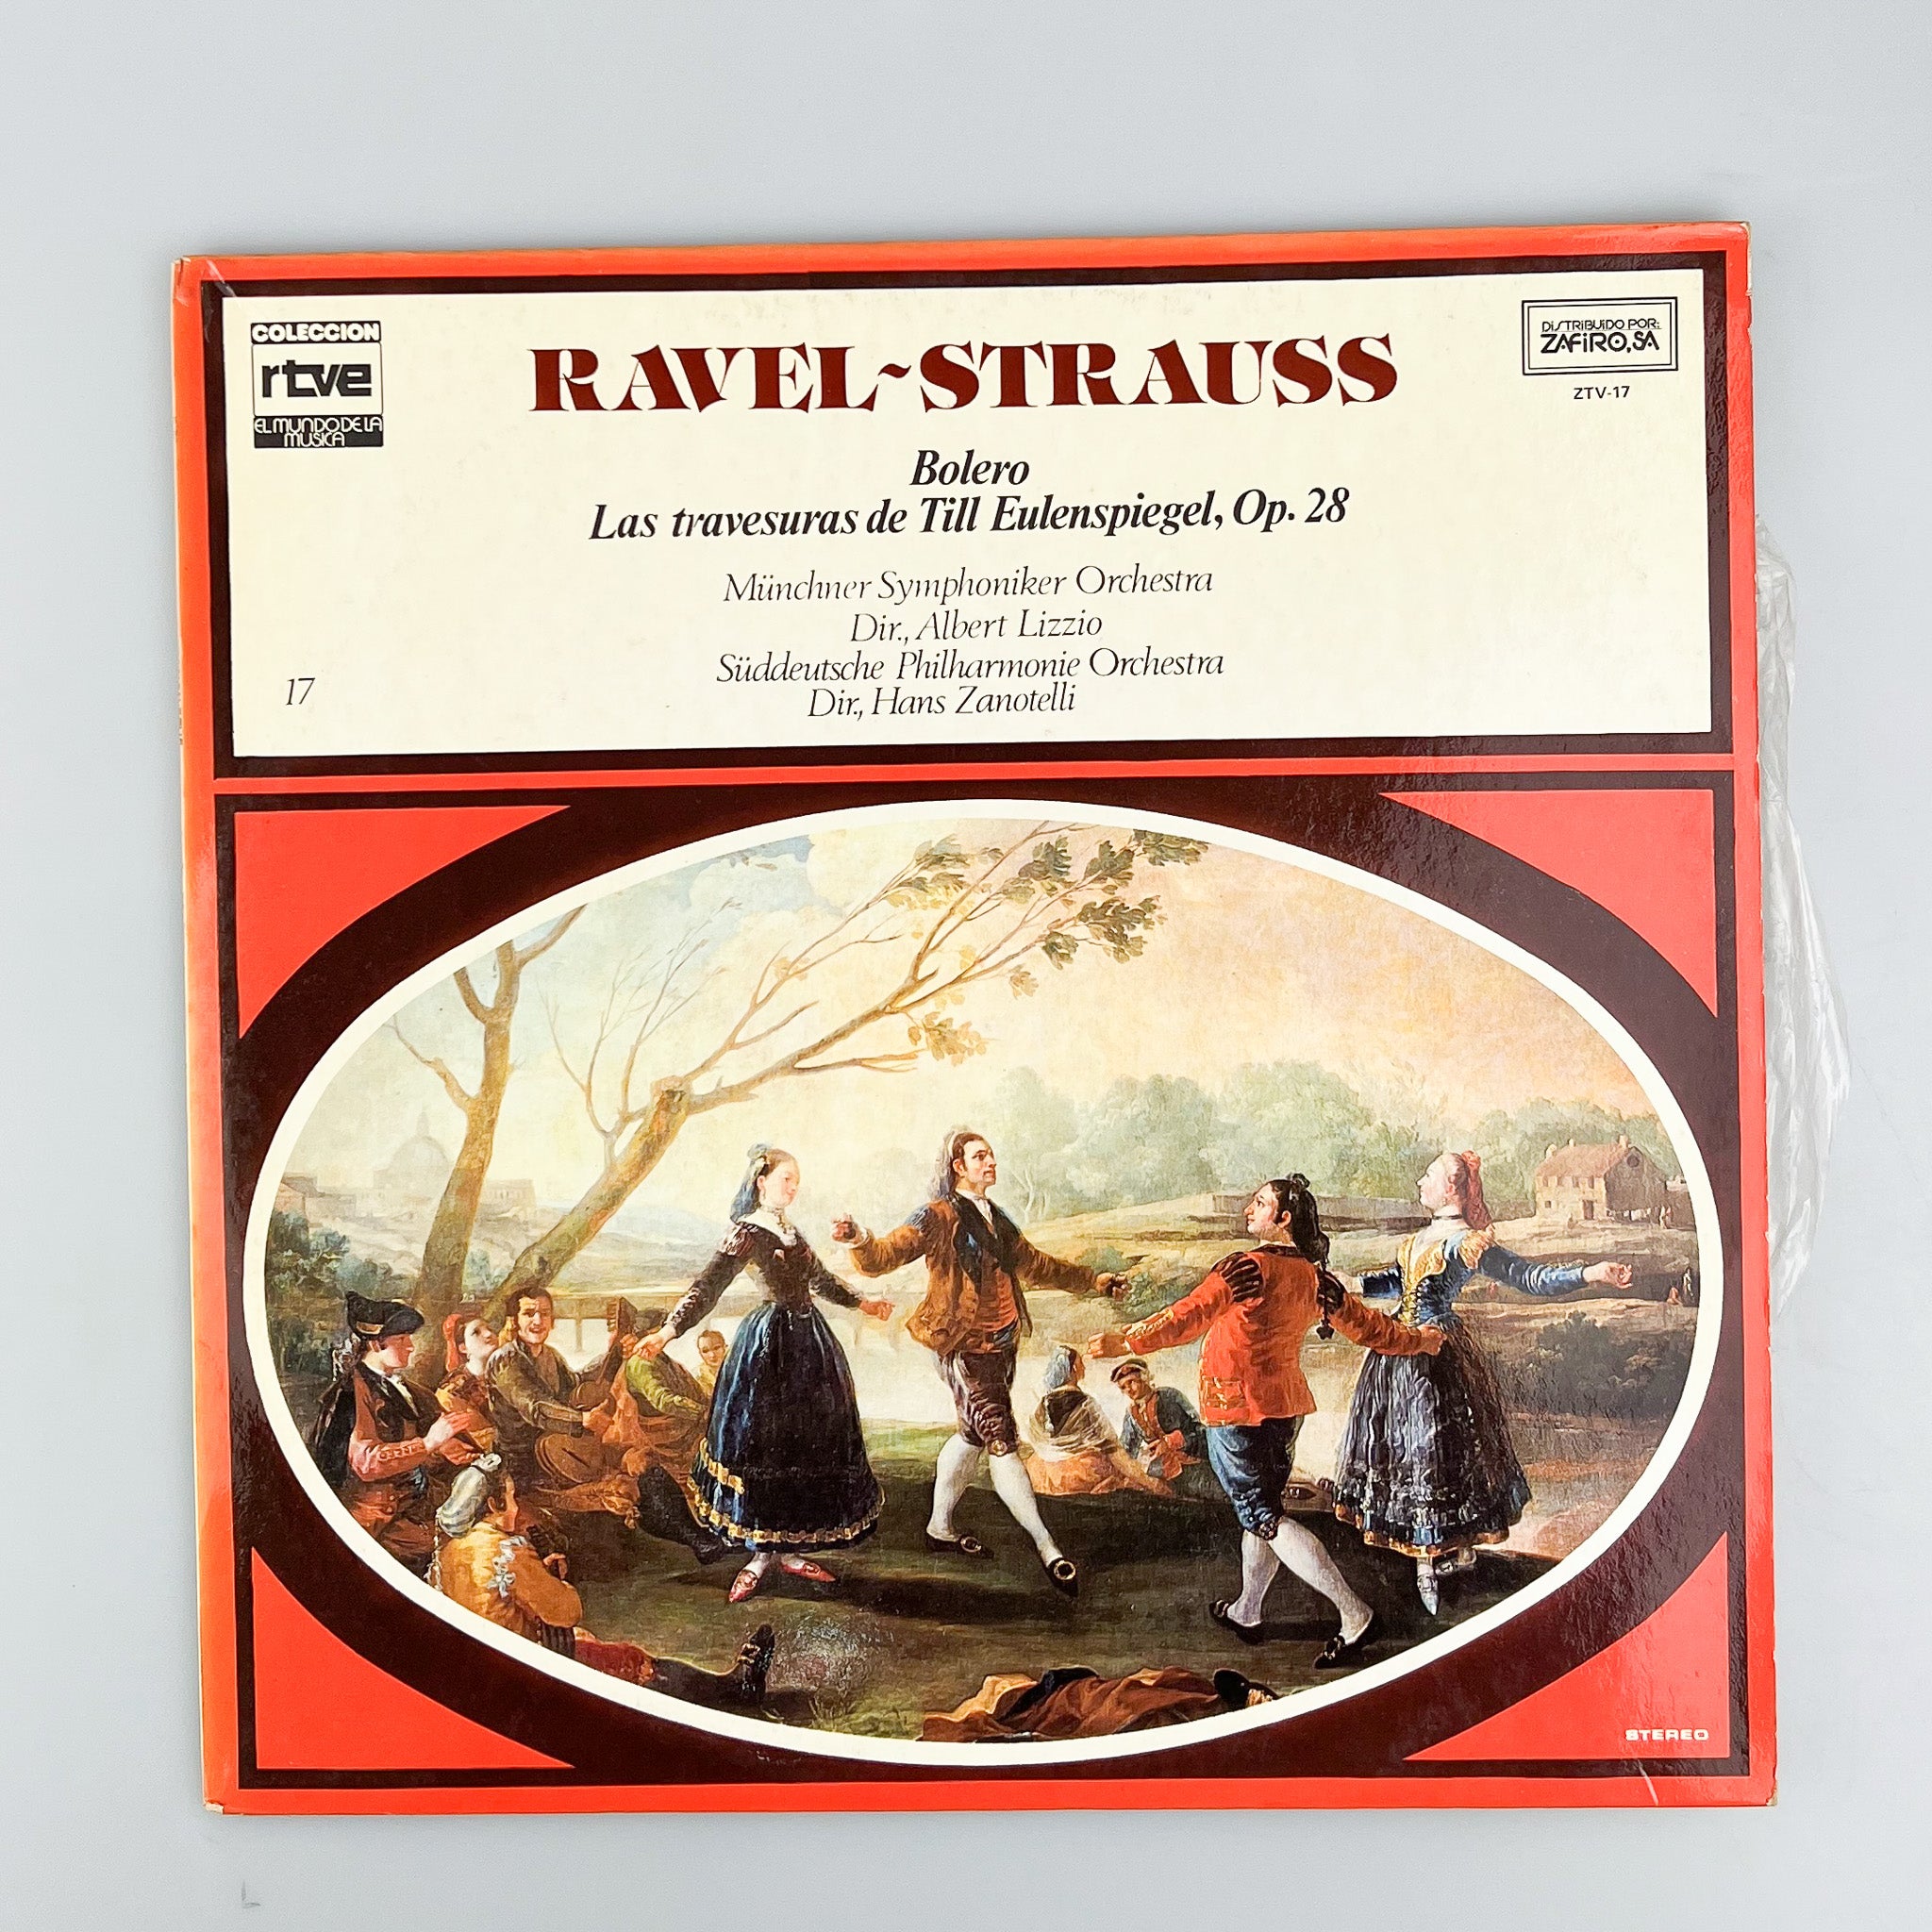 COLECCION
rtve
EL MUNDO DE LA
MUSICA
RAVEL~STRAUSS
DISTRIBUIDO POR:
ZAFIRO, SA
ZTV-17
Bolero
Las travesuras de Till Eulenspiegel, Op. 28
Münchner Symphoniker Orchestra
Dir., Albert Lizzio
Süddeutsche Philharmonie Orchestra
Dir., Hans Zanotelli
17
STEREO